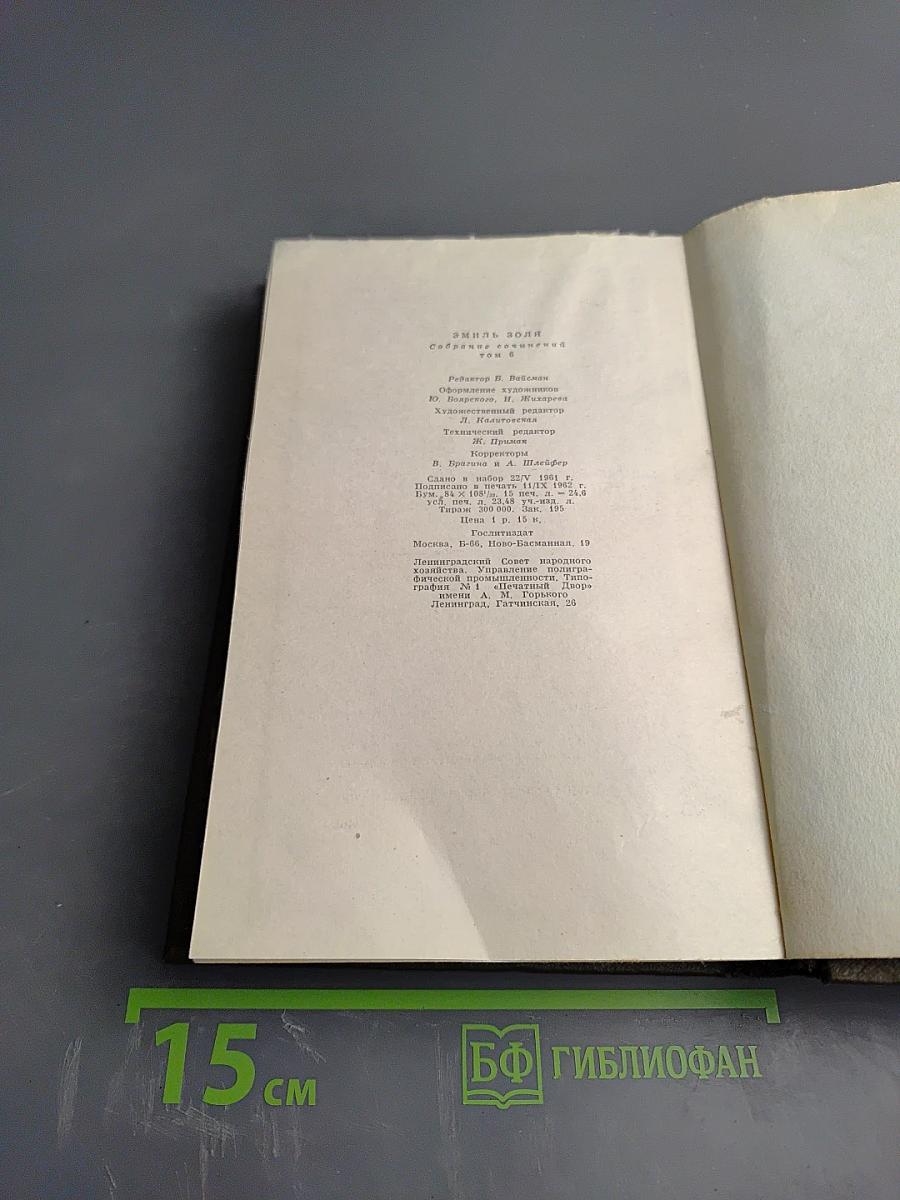 ЭМИЛЬ ЗОЛЯ
Собрание сочинений
том 6
Редактор Б. Вайсман
Оформление художников
Ю. Боярского, И. Жихарева
Художественный редактор
Л. Калитовская
Технический редактор
Ж. Примак
Корректоры
В. Брагина и А. Шлейфер
Сдано в набор 22/V 1961 г.
Подписано в печать 11/IX 1962 г.
Бум. 84 × 108¹/₃₂. 15 печ. л. = 24,6
усл. печ. л. 23,48 уч.-изд. л.
Тираж 300 000. Зак. 195
Цена 1 р. 15 к.
Гослитиздат
Москва, Б-66, Ново-Басманная, 19
Ленинградский Совет народного
хозяйства. Управление полигра-
фической промышленности. Типо-
графия № 1 «Печатный Двор»
имени А. М. Горького
Ленинград, Гатчинская, 26
15 см
БФ ГИБЛИОФАН